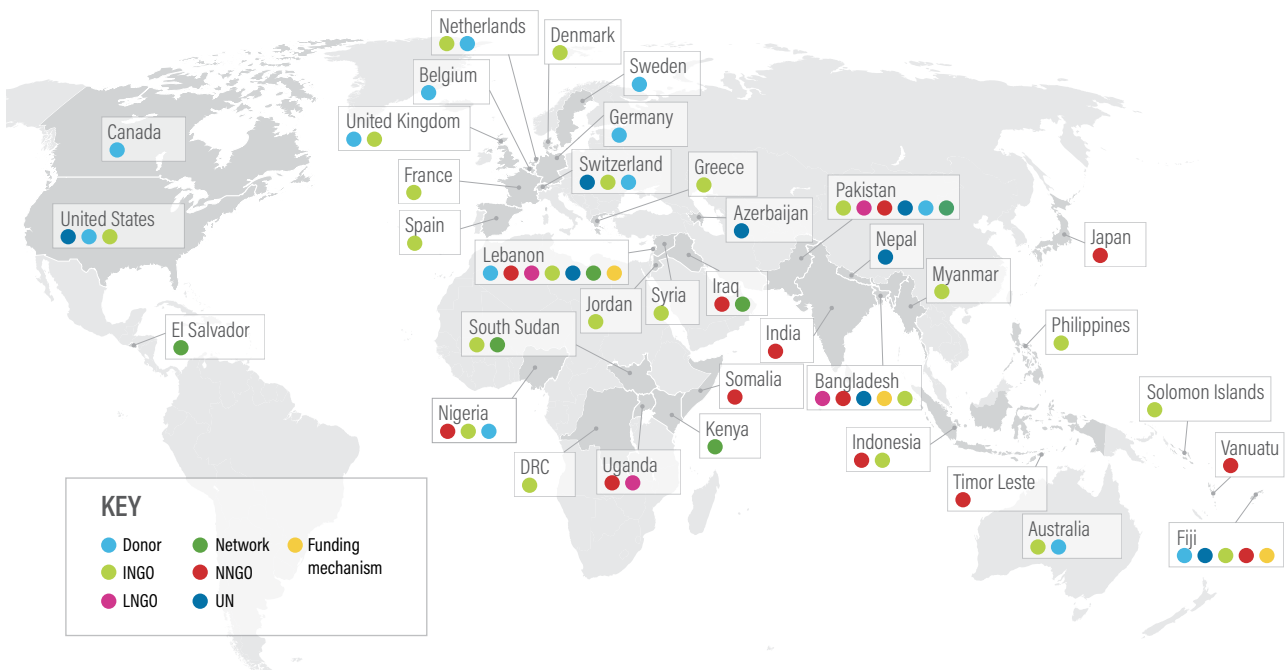 Netherlands
Denmark
Sweden
Belgium
Canada
United Kingdom
Germany
Switzerland
Greece
France
Pakistan
United States
Spain
Azerbaijan
Japan
Nepal
Lebanon
Myanmar
Iraq
Syria
Jordan
El Salvador
South Sudan
India
Philippines
Somalia
Bangladesh
Solomon Islands
Nigeria
Kenya
Indonesia
Vanuatu
DRC
Uganda
Timor Leste
Australia
Fiji
KEY
Donor
INGO
LNGO
Network
NNGO
UN
Funding
mechanism